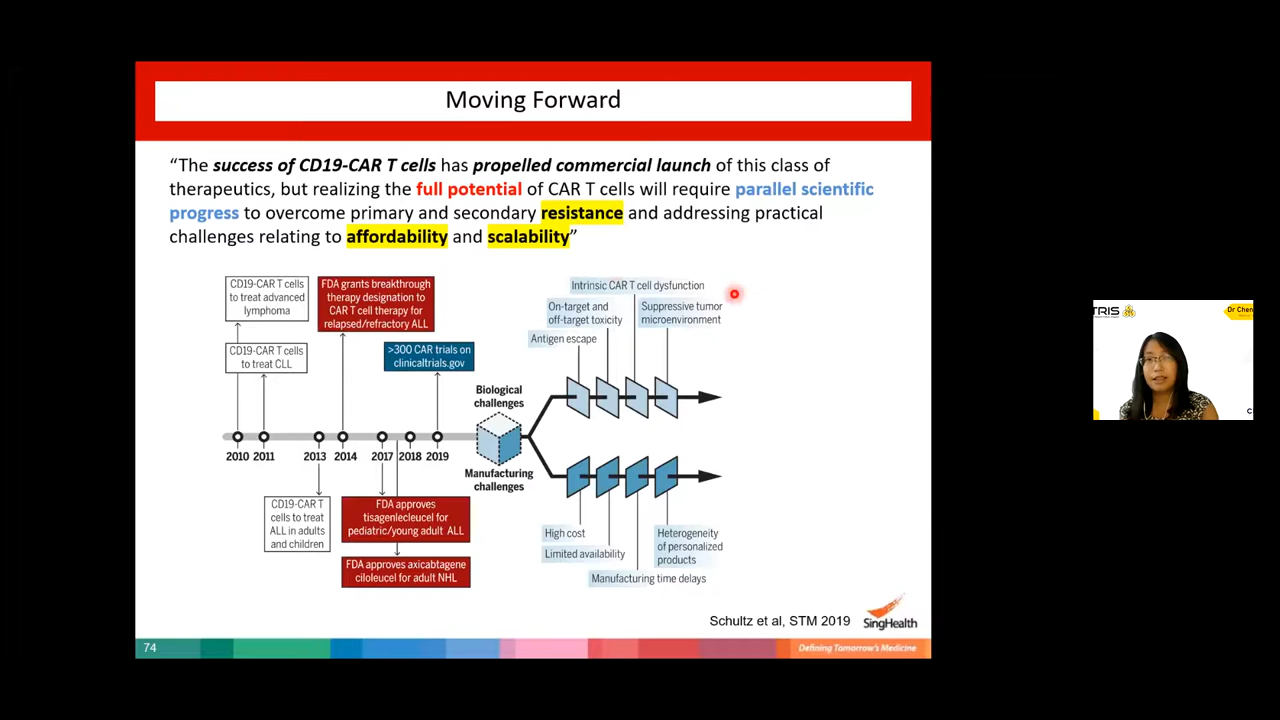 Moving Forward
“The success of CD19-CAR T cells has propelled commercial launch of this class of
therapeutics, but realizing the full potential of CAR T cells will require parallel scientific
progress to overcome primary and secondary resistance and addressing practical
challenges relating to affordability and scalability”
CD19-CAR T cells
to treat advanced
lymphoma
FDA grants breakthrough
therapy designation to
CAR T cell therapy for
relapsed/refractory ALL
CD19-CAR T cells
to treat CLL
>300 CAR trials on
clinicaltrials.gov
Intrinsic CAR T cell dysfunction
On-target and
off-target toxicity
Suppressive tumor
microenvironment
Antigen escape
Biological
challenges
2010 2011 2013 2014 2017 2018 2019
Manufacturing
challenges
CD19-CAR T
cells to treat
ALL in adults
and children
FDA approves
tisagenlecleucel for
pediatric/young adult ALL
FDA approves axicabtagene
ciloleucel for adult NHL
High cost
Limited availability
Manufacturing time delays
Heterogeneity
of personalized
products
Schultz et al, STM 2019
SingHealth
74
Defining Tomorrow's Medicine
TRIS
Dr Chen
C